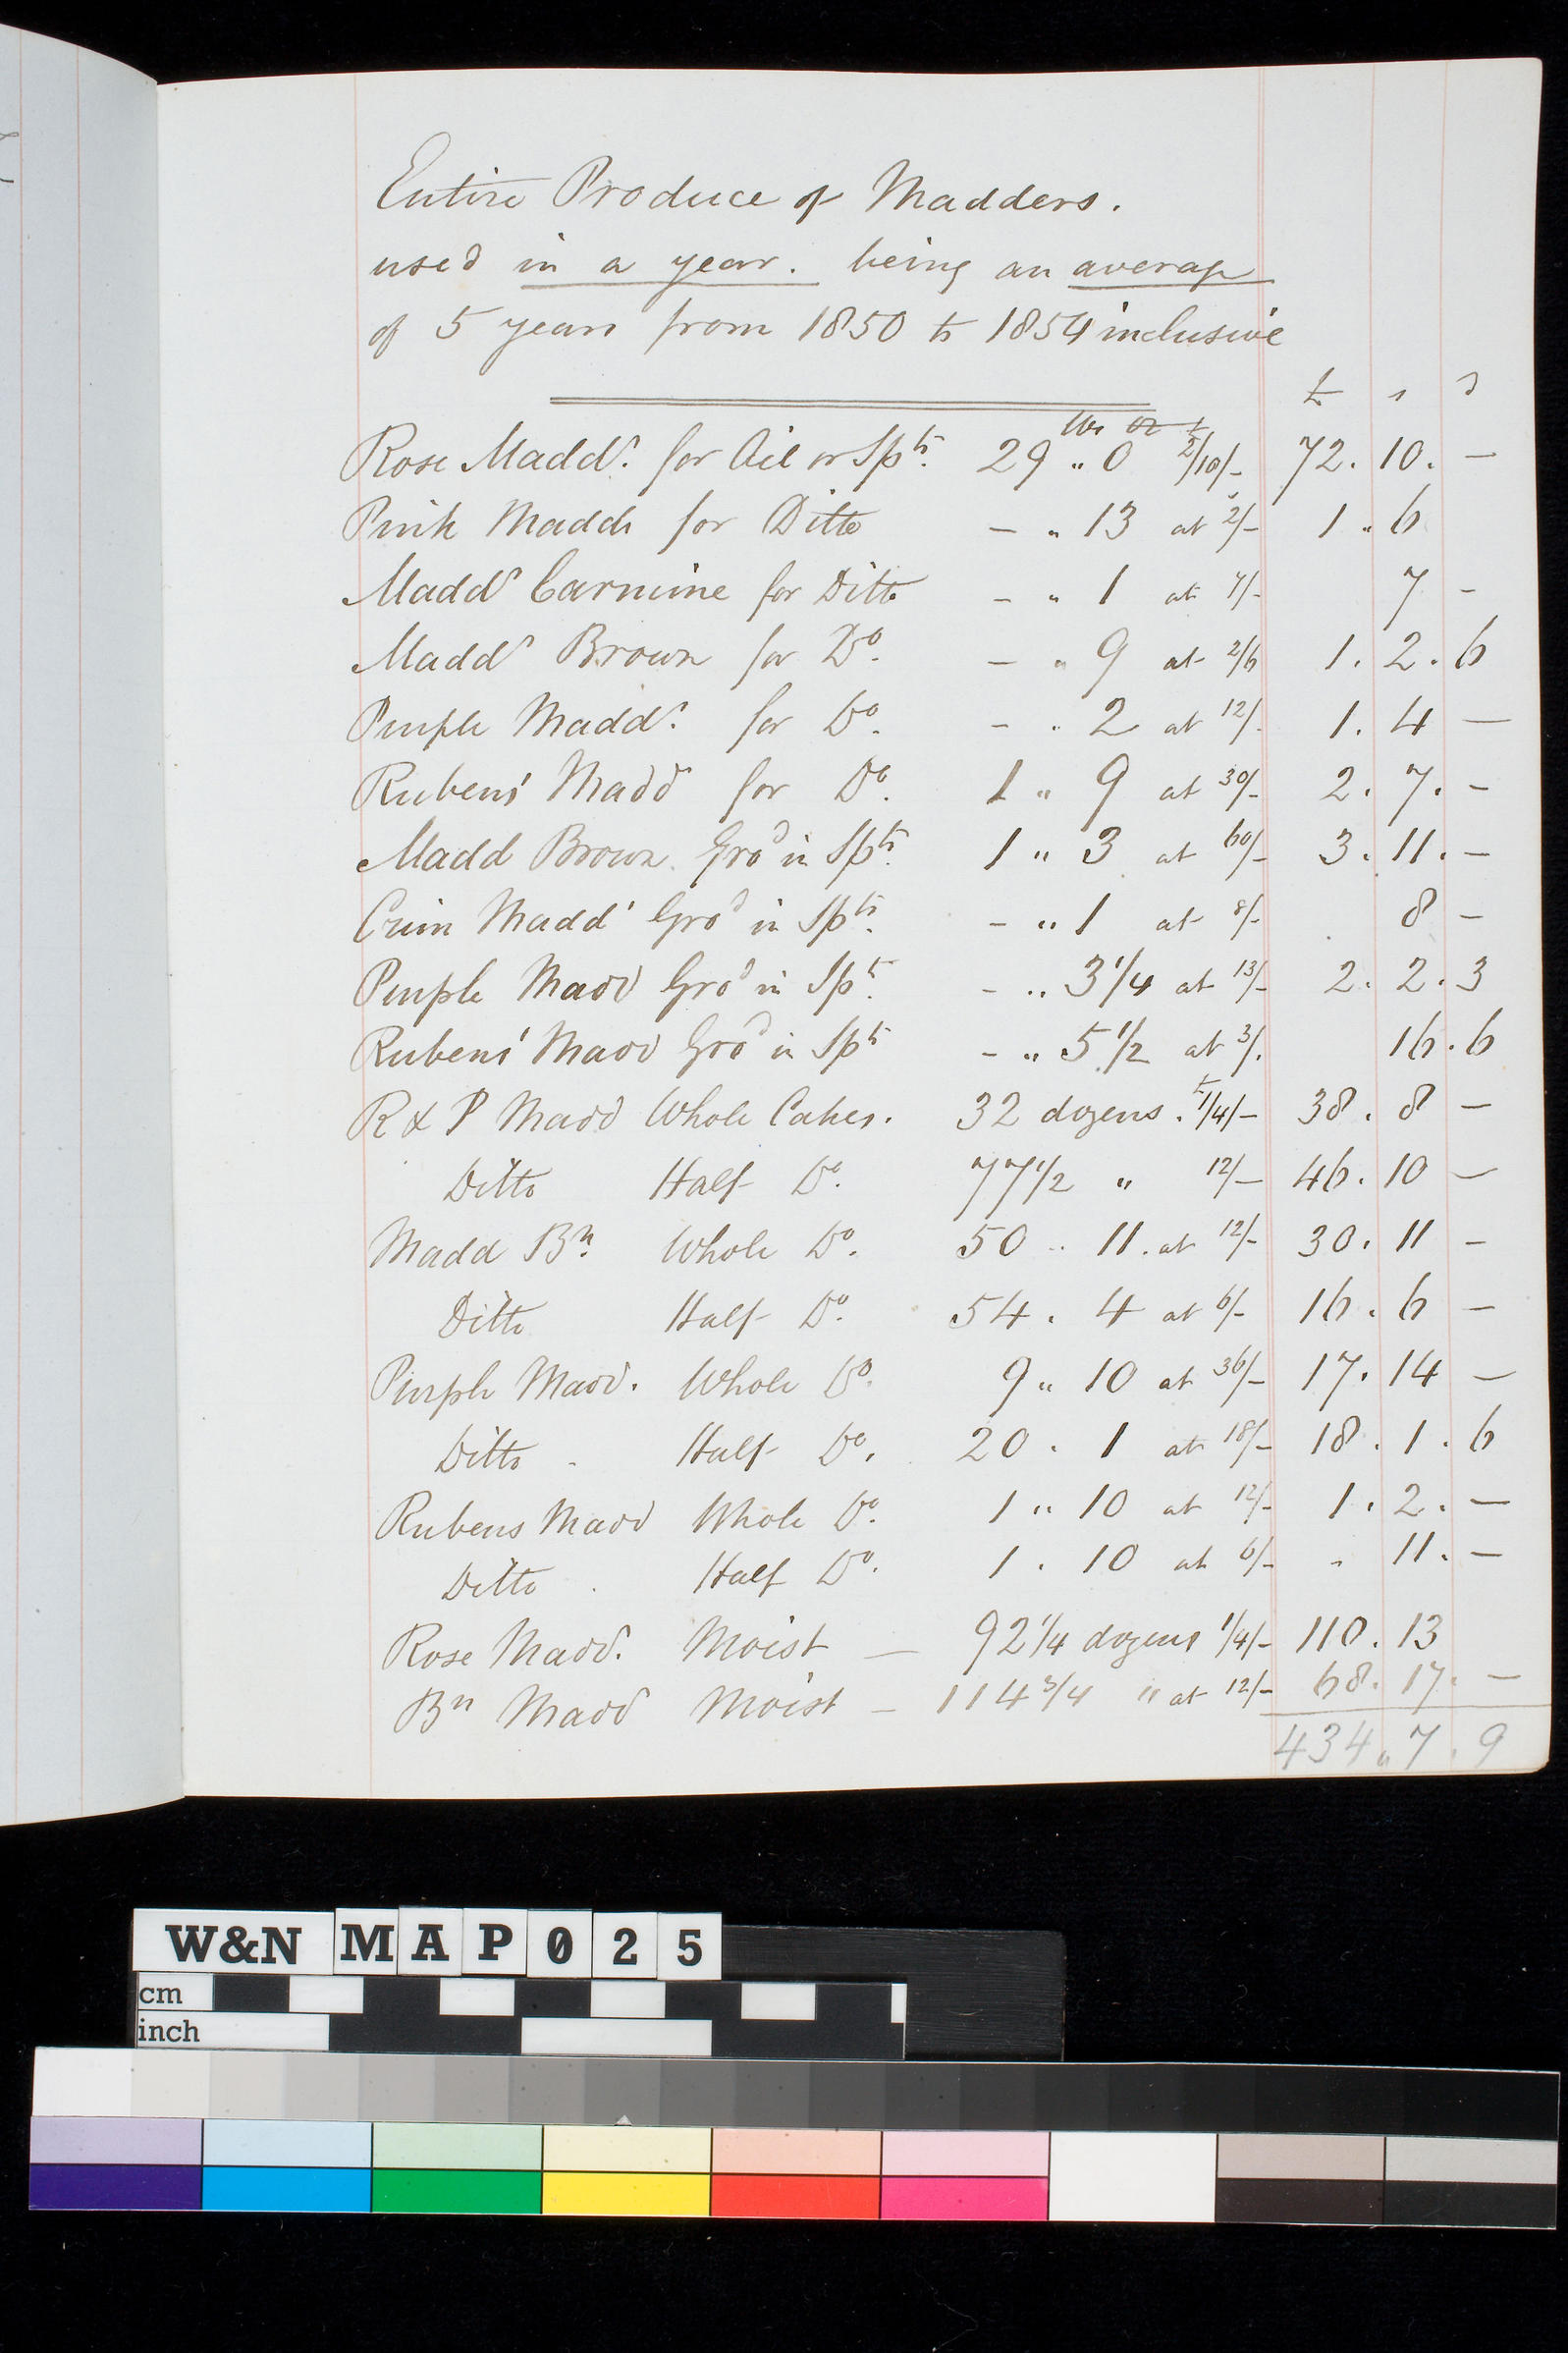 Entire Produce of Madders.
used in a year. being an average
of 5 years from 1850 to 1854 inclusive
£ s d
lbs oz £
Rose Madd.r for Oil or Sp.ts 29 " 0 2/10/- 72. 10. -
Pink Madds for Ditto - " 13 at 2/- 1 " 6
Madd.r Carmine for Ditto - " 1 at 7/- 7 -
Madd.r Brown for D.o - " 9 at 2/6 1. 2. 6
Purple Madd.r for D.o - " 2 at 12/. 1. 4 -
Rubens' Madd for D.o 1 " 9 at 30/- 2. 7. -
Madd Brown. Gro.d in Sp.ts 1 " 3 at 60/- 3. 11. -
Crim Madd.r Gro.d in Sp.ts - " 1 at 8/- 8 -
Purple Madd Gro.d in Sp.ts - " 3 1/4 at 13/- 2. 2. 3
Rubens' Madd Gro.d in Sp.ts - " 5 1/2 at 3/. 16. 6
R & P Madd Whole Cakes. 32 dozens. £1/4/- 38. 8 -
Ditto Half D.o 77 1/2 " 12/- 46. 10 -
Madd B.n Whole D.o 50 " 11. at 12/- 30. 11 -
Ditto Half D.o 54. 4 at 6/- 16. 6 -
Purple Madd. Whole D.o 9 " 10 at 36/- 17. 14 -
Ditto - Half D.o 20. 1 at 18/- 18. 1. 6
Rubens Madd Whole D.o 1 " 10 at 12/- 1. 2. -
Ditto . Half D.o 1. 10 at 6/- - 11. -
Rose Madd. Moist - 92 1/4 dozens 1/4/- 110. 13
B.n Madd Moist - 114 3/4 " at 12/- 68. 17. -
434 " 7. 9
W&N MAP025
cm
inch